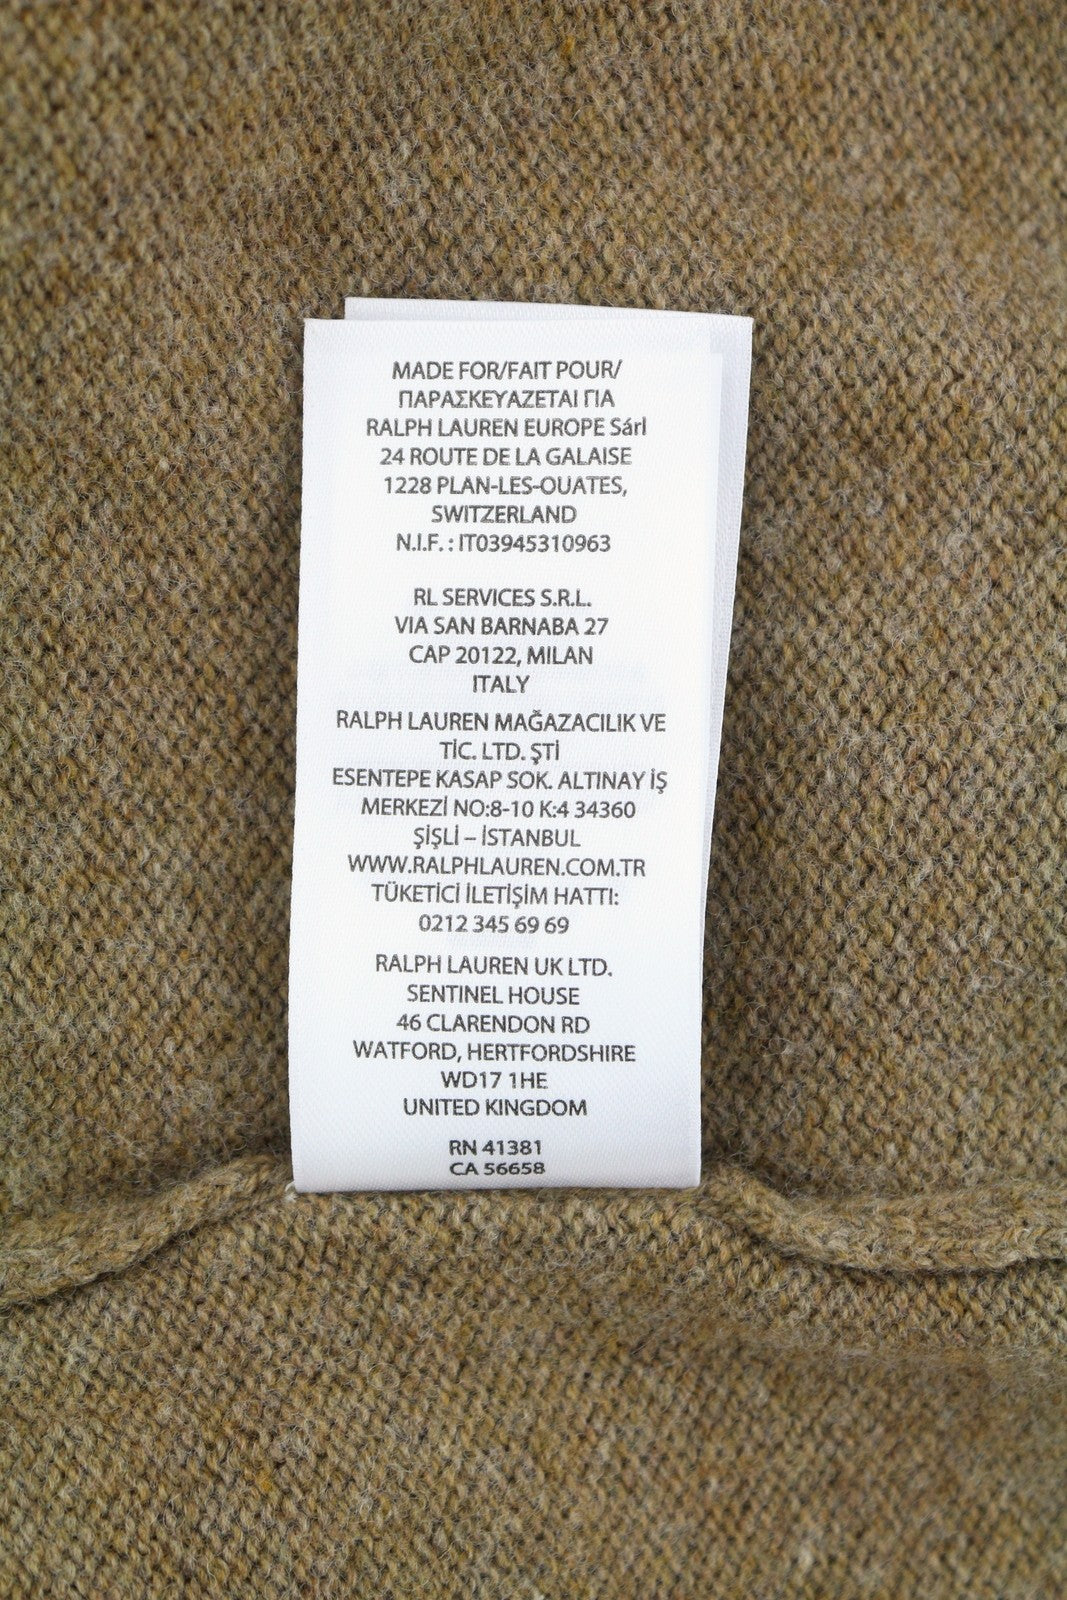 MADE FOR/FAIT POUR/
ΠΑΡΑΣΚΕΥΑΖΕΤΑΙ ΓΙΑ
RALPH LAUREN EUROPE Sárl
24 ROUTE DE LA GALAISE
1228 PLAN-LES-OUATES,
SWITZERLAND
N.I.F. : IT03945310963
RL SERVICES S.R.L.
VIA SAN BARNABA 27
CAP 20122, MILAN
ITALY
RALPH LAUREN MAĞAZACILIK VE
TİC. LTD. ŞTİ
ESENTEPE KASAP SOK. ALTINAY İŞ
MERKEZİ NO:8-10 K:4 34360
ŞİŞLİ – İSTANBUL
WWW.RALPHLAUREN.COM.TR
TÜKETİCİ İLETİŞİM HATTI:
0212 345 69 69
RALPH LAUREN UK LTD.
SENTINEL HOUSE
46 CLARENDON RD
WATFORD, HERTFORDSHIRE
WD17 1HE
UNITED KINGDOM
RN 41381
CA 56658